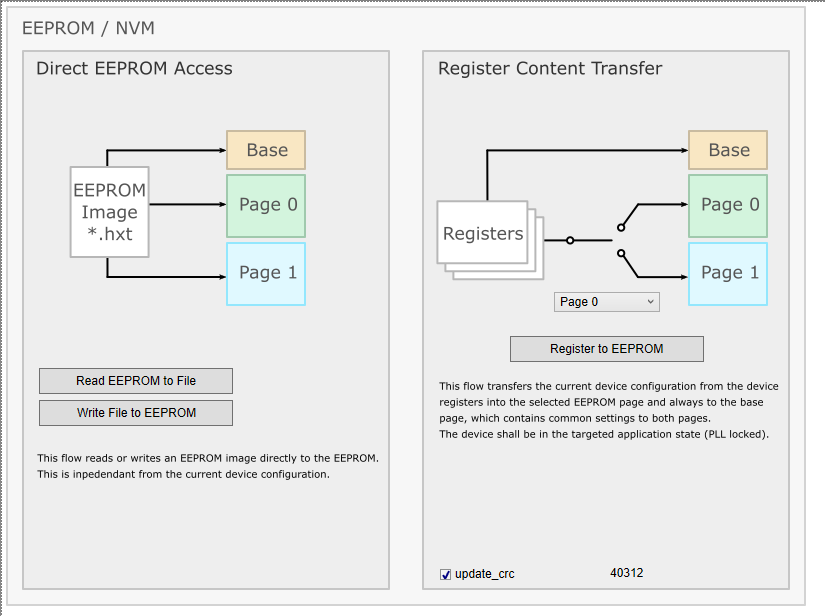 EEPROM / NVM
Direct EEPROM Access
Base
EEPROM
Image
*.hxt
Page 0
Page 1
Read EEPROM to File
Write File to EEPROM
This flow reads or writes an EEPROM image directly to the EEPROM.
This is inpedendant from the current device configuration.
Register Content Transfer
Base
Registers
Page 0
Page 1
Page 0
Register to EEPROM
This flow transfers the current device configuration from the device
registers into the selected EEPROM page and always to the base
page, which contains common settings to both pages.
The device shall be in the targeted application state (PLL locked).
update_crc
40312